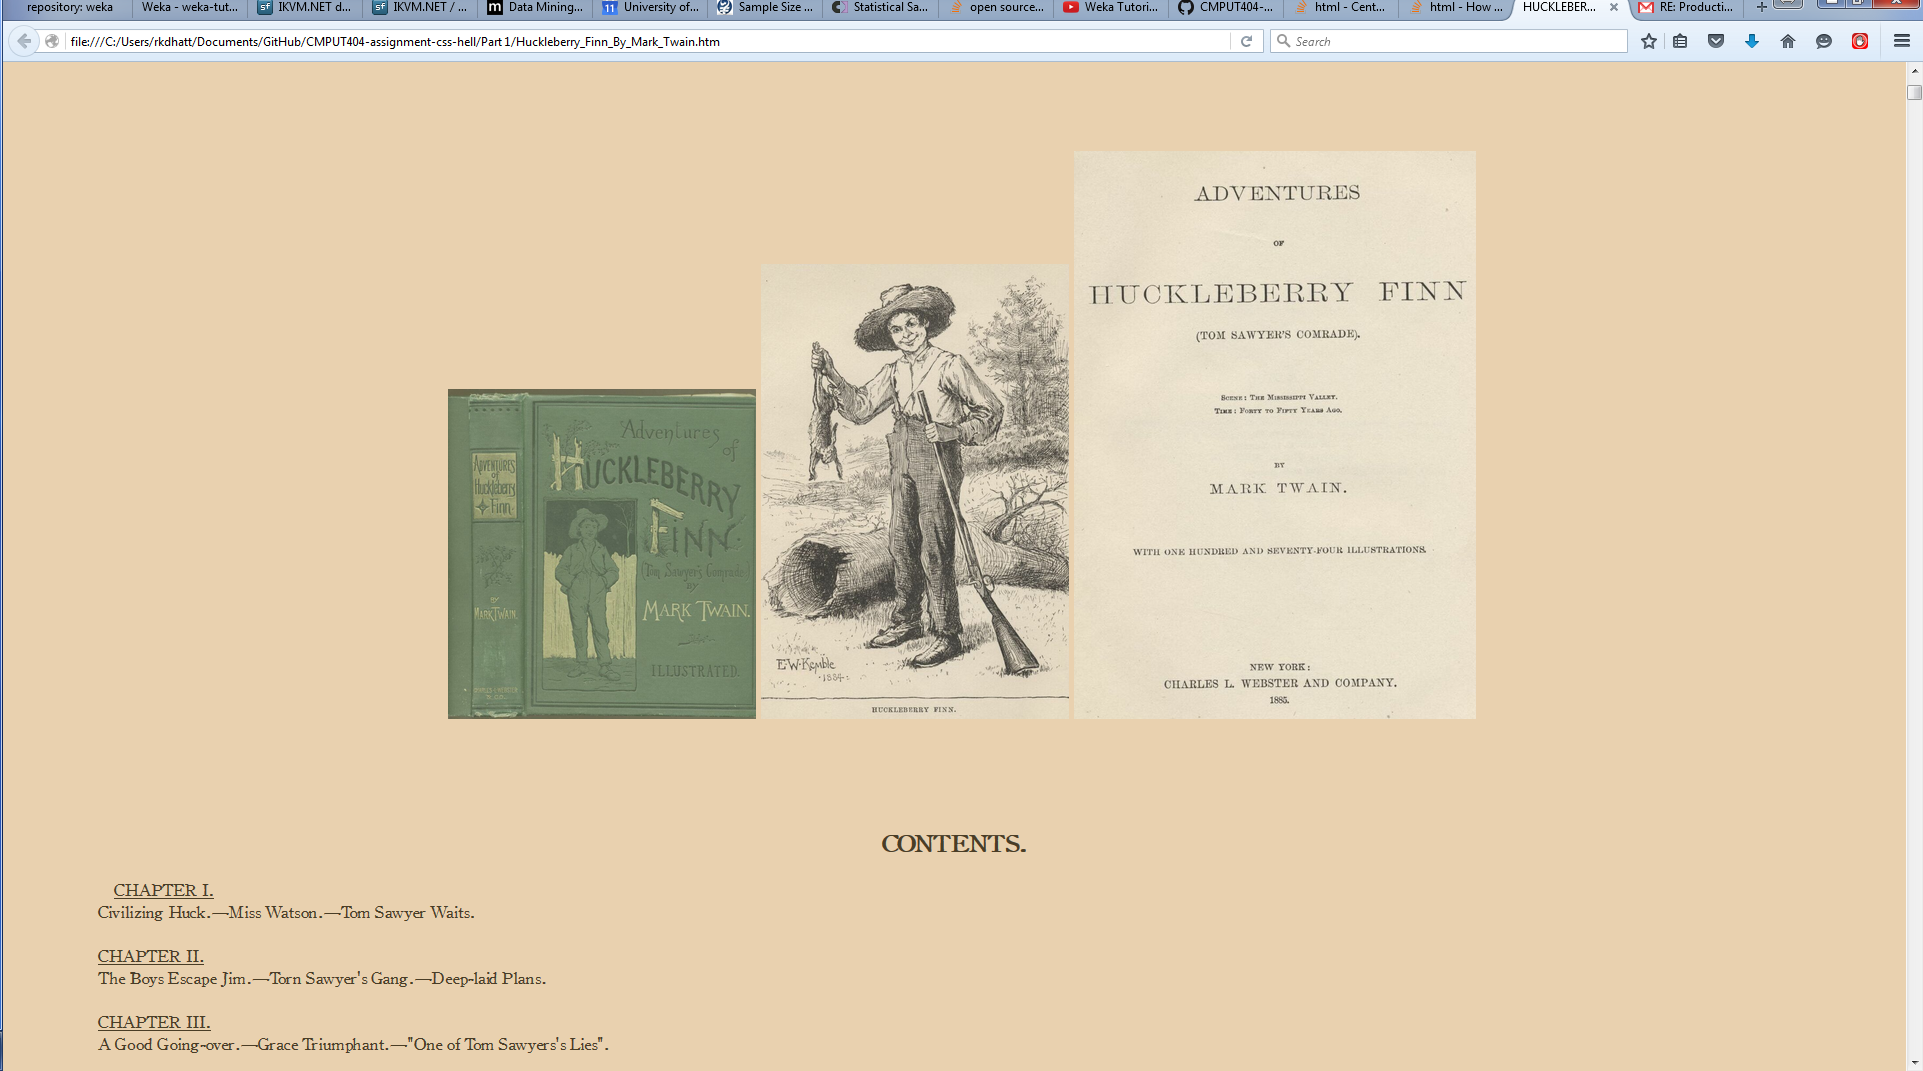 repository: weka
Weka - weka-tut...
IKVM.NET d...
IKVM.NET / ...
Data Mining...
University of...
Sample Size ...
Statistical Sa...
open source...
Weka Tutori...
CMPUT404-...
html - Cent...
html - How ...
HUCKLEBER...
RE: Producti...
file:///C:/Users/rkdhatt/Documents/GitHub/CMPUT404-assignment-css-hell/Part 1/Huckleberry_Finn_By_Mark_Twain.htm
Search
ADVENTURES
of
Huckleberry
Finn
BY
MARK TWAIN.
Adventures
of
HUCKLEBERRY
FINN
(Tom Sawyer's Comrade)
BY
MARK TWAIN.
ILLUSTRATED.
E.W.Kemble
1884
HUCKLEBERRY FINN.
ADVENTURES
OF
HUCKLEBERRY FINN
(TOM SAWYER'S COMRADE).
SCENE: THE MISSISSIPPI VALLEY.
TIME: FORTY TO FIFTY YEARS AGO.
BY
MARK TWAIN.
WITH ONE HUNDRED AND SEVENTY-FOUR ILLUSTRATIONS.
NEW YORK:
CHARLES L. WEBSTER AND COMPANY.
1885.
CONTENTS.
CHAPTER I.
Civilizing Huck.—Miss Watson.—Tom Sawyer Waits.
CHAPTER II.
The Boys Escape Jim.—Torn Sawyer's Gang.—Deep-laid Plans.
CHAPTER III.
A Good Going-over.—Grace Triumphant.—"One of Tom Sawyers's Lies".